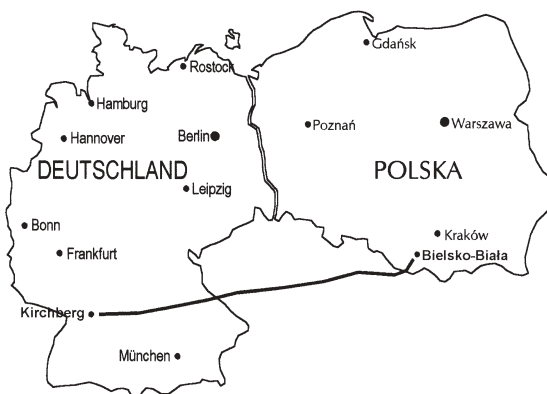 Gdańsk
Rostock
Hamburg
Poznań
Warszawa
Hannover
Berlin
DEUTSCHLAND
POLSKA
Leipzig
Bonn
Kraków
Frankfurt
Bielsko-Biała
Kirchberg
München